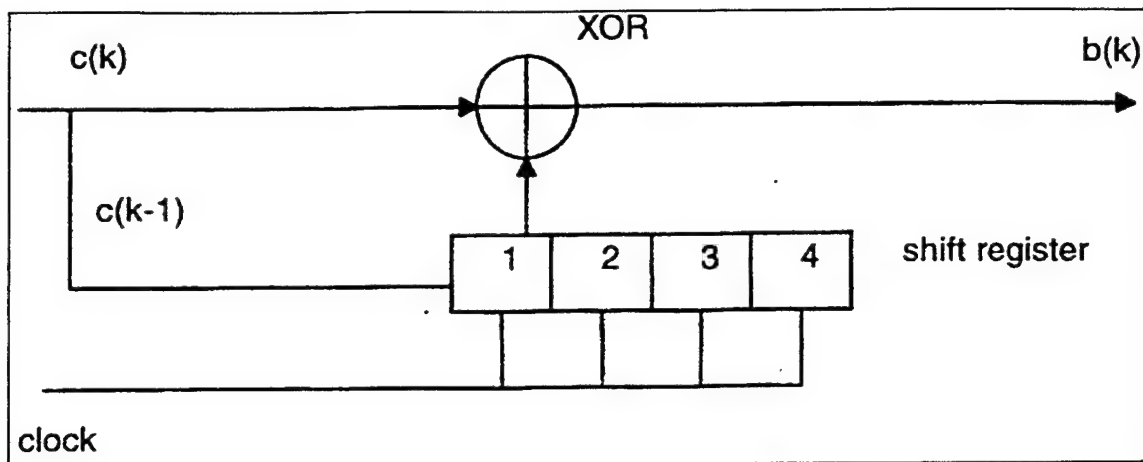 XOR
c(k)
b(k)
c(k-1)
1 2 3 4
shift register
clock